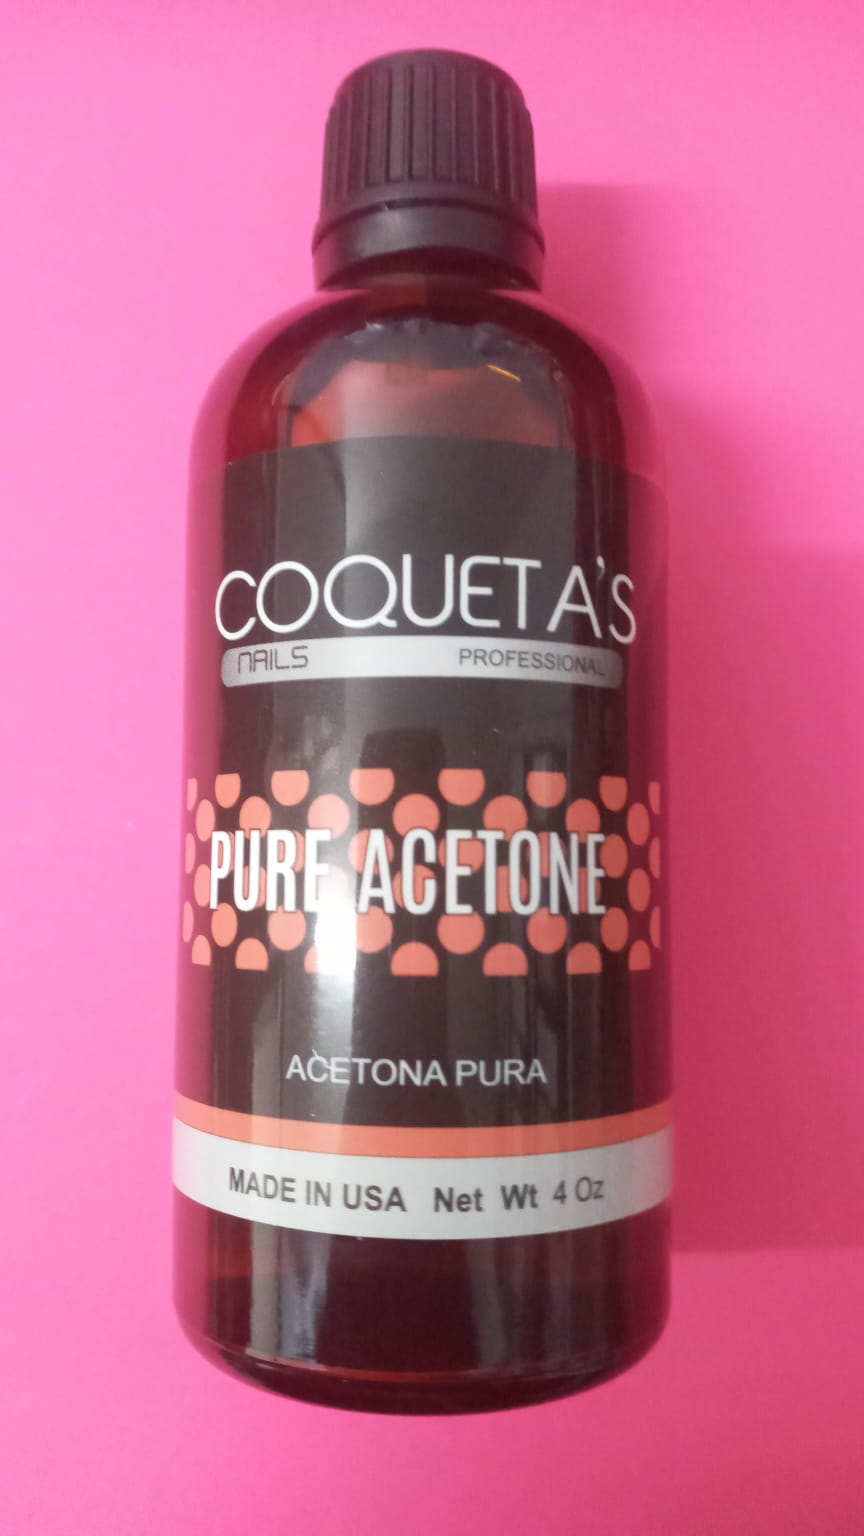 COQUETA'S
NAILS PROFESSIONAL
PURE ACETONE
ACETONA PURA
MADE IN USA Net Wt 4 Oz